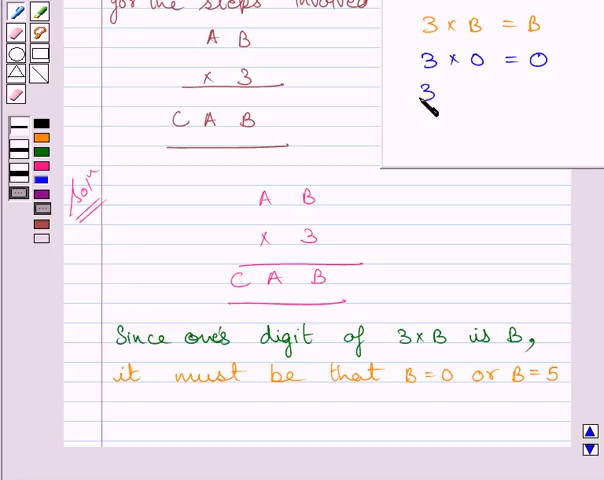 for the steps involved
A B
× 3
C A B
Solⁿ
A B
× 3
C A B
Since one's digit of 3 × B is B,
it must be that B = 0 or B = 5
3 × B = B
3 × 0 = 0
3